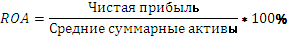 ROA = Чистая прибыль / Средние суммарные активы * 100%